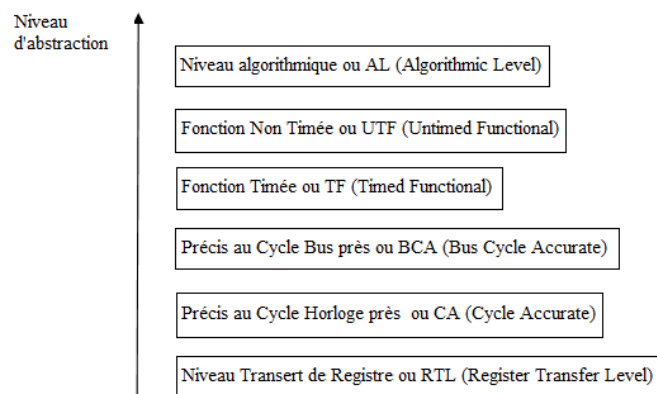 Niveau
d'abstraction
Niveau algorithmique ou AL (Algorithmic Level)
Fonction Non Timée ou UTF (Untimed Functional)
Fonction Timée ou TF (Timed Functional)
Précis au Cycle Bus près ou BCA (Bus Cycle Accurate)
Précis au Cycle Horloge près ou CA (Cycle Accurate)
Niveau Transert de Registre ou RTL (Register Transfer Level)